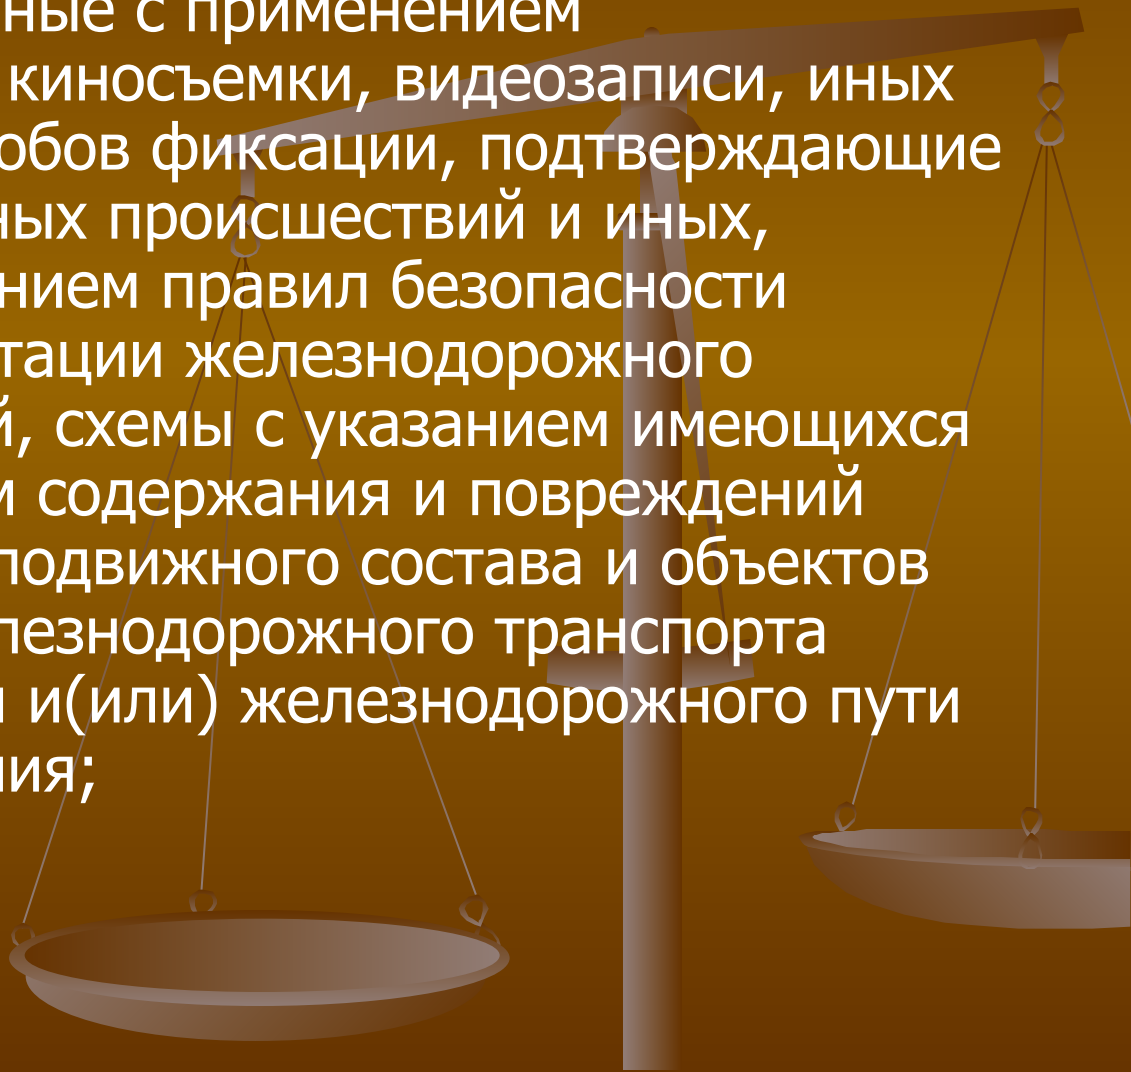 ные с применением
киносъемки, видеозаписи, иных
обов фиксации, подтверждающие
ных происшествий и иных,
нием правил безопасности
тации железнодорожного
й, схемы с указанием имеющихся
м содержания и повреждений
подвижного состава и объектов
лезнодорожного транспорта
и и(или) железнодорожного пути
ния;